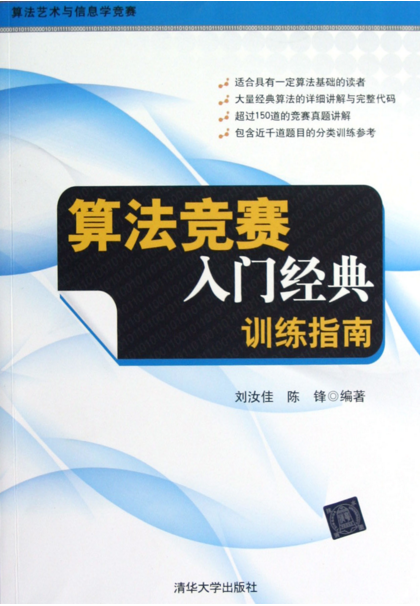 算法艺术与信息学竞赛
适合具有一定算法基础的读者
大量经典算法的详细讲解与完整代码
超过150道的竞赛真题讲解
包含近千道题目的分类训练参考
算法竞赛
入门经典
训练指南
刘汝佳 陈 锋◎编著
清华大学出版社